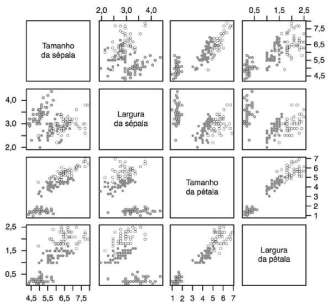 2,0 3,0 4,0
0,5 1,5 2,5
Tamanho
da sépala
7,5
6,5
5,5
4,5
4,0
3,0
2,0
Largura
da sépala
Tamanho
da pétala
7
6
5
4
3
2
1
2,5
1,5
0,5
Largura
da pétala
4,5 5,5 6,5 7,5
1 2 3 4 5 6 7